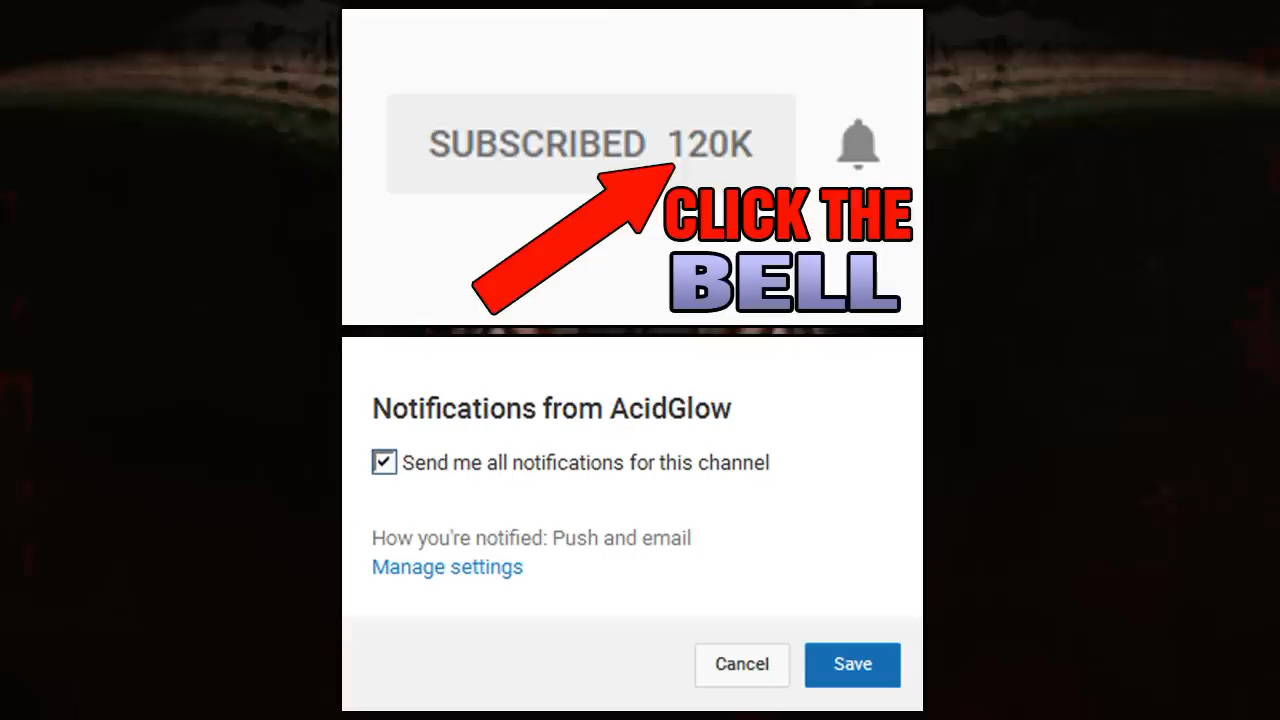 SUBSCRIBED 120K
CLICK THE
BELL
Notifications from AcidGlow
Send me all notifications for this channel
How you're notified: Push and email
Manage settings
Cancel Save